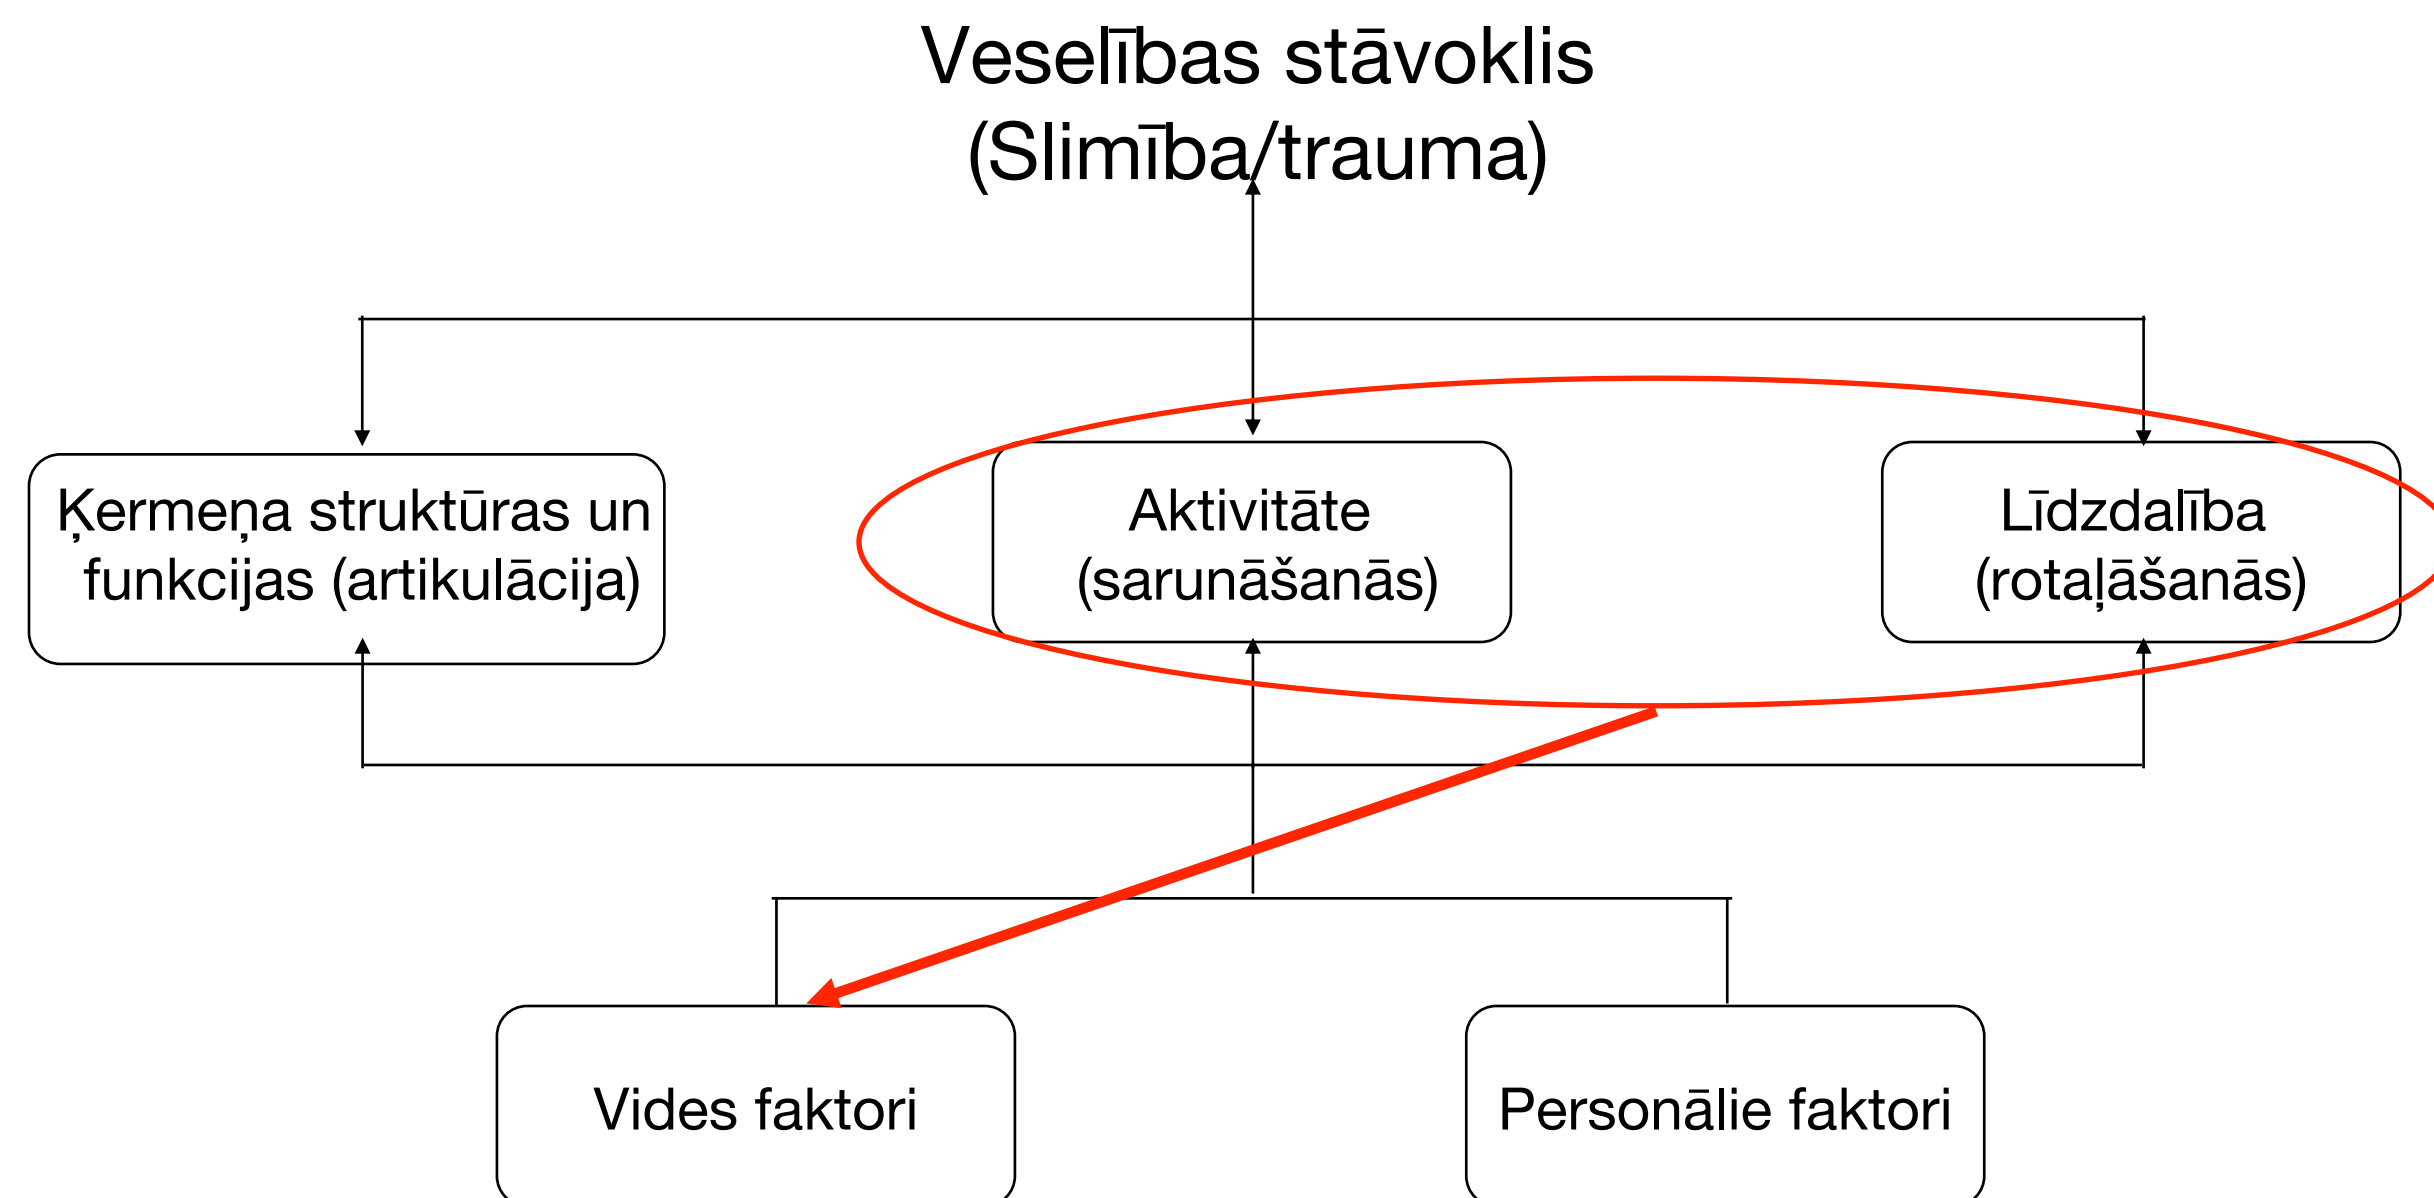 Veselības stāvoklis
(Slimība/trauma)
Ķermeņa struktūras un
funkcijas (artikulācija)
Aktivitāte
(sarunāšanās)
Līdzdalība
(rotaļāšanās)
Vides faktori
Personālie faktori